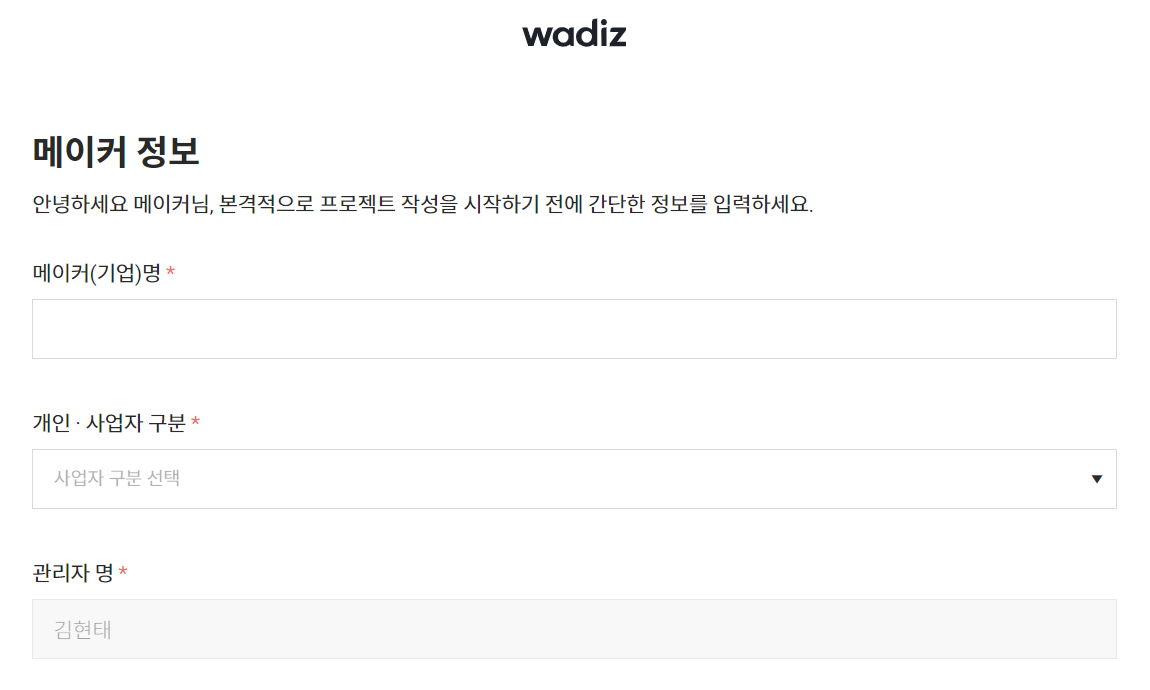 wadiz
메이커 정보
안녕하세요 메이커님, 본격적으로 프로젝트 작성을 시작하기 전에 간단한 정보를 입력하세요.
메이커(기업)명 *
개인 · 사업자 구분 *
사업자 구분 선택
관리자 명 *
김현태